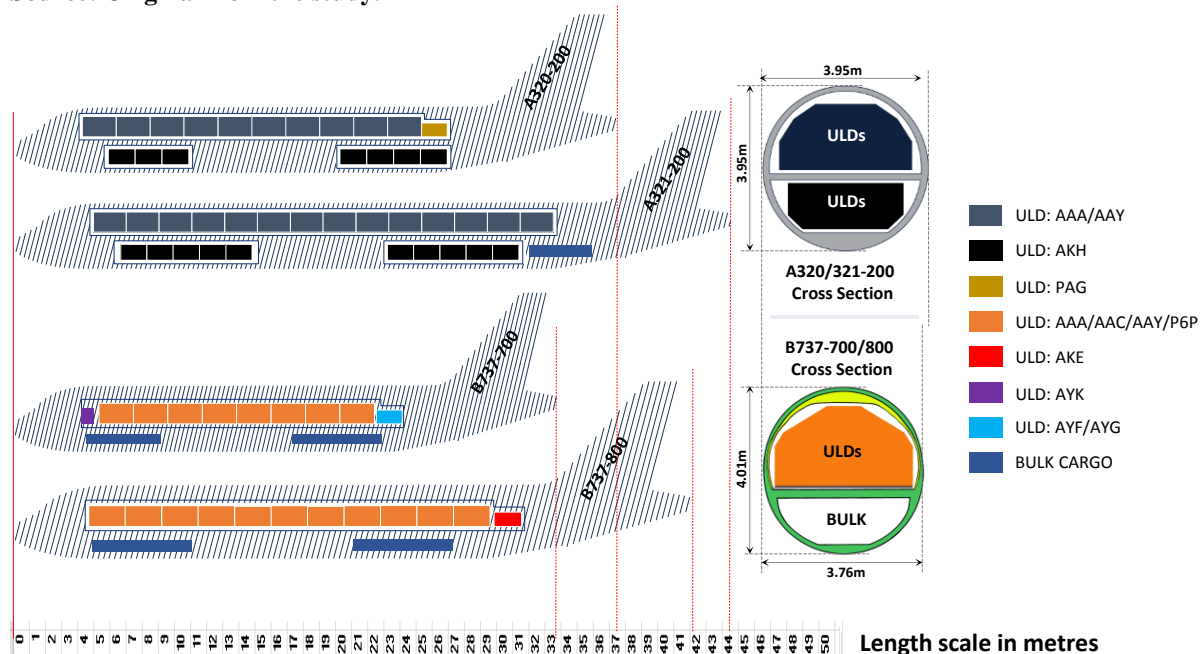 A320-200
3.95m
ULDs
3.95m
A321-200
ULDs
ULD: AAA/AAY
ULD: AKH
A320/321-200
Cross Section
ULD: PAG
ULD: AAA/AAC/AAY/P6P
B737-700
B737-700/800
Cross Section
ULD: AKE
ULD: AYK
ULD: AYF/AYG
BULK CARGO
B737-800
4.01m
ULDs
BULK
3.76m
0 1 2 3 4 5 6 7 8 9 10 11 12 13 14 15 16 17 18 19 20 21 22 23 24 25 26 27 28 29 30 31 32 33 34 35 36 37 38 39 40 41 42 43 44 45 46 47 48 49 50
Length scale in metres